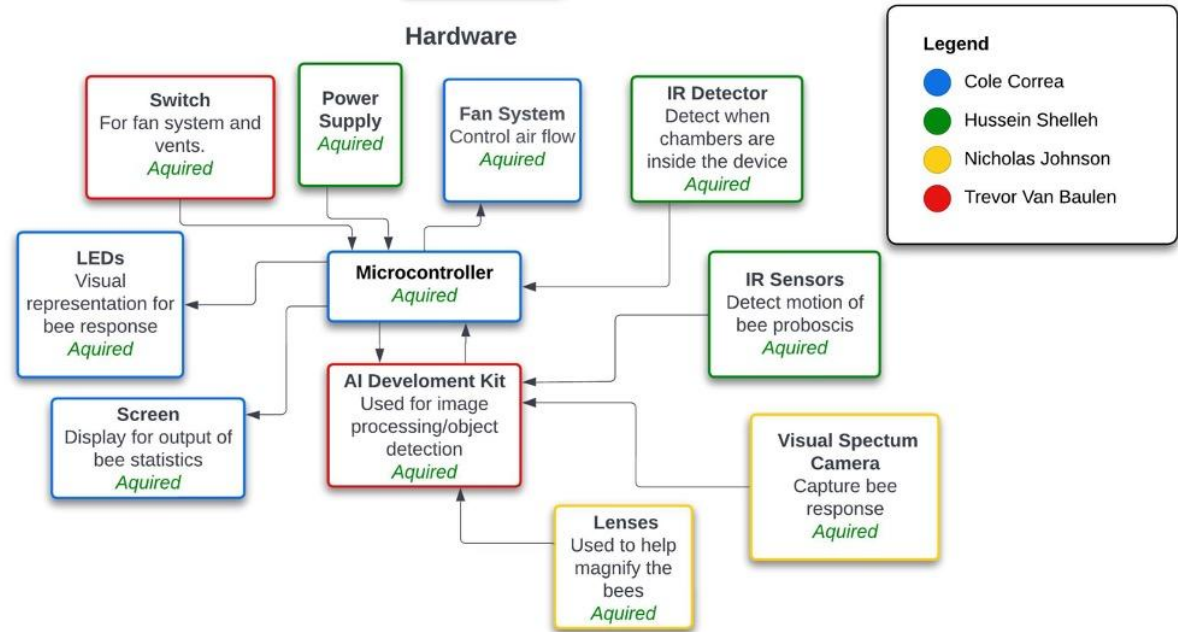 Hardware
Legend
Cole Correa
Hussein Shelleh
Nicholas Johnson
Trevor Van Baulen
Switch
For fan system and
vents.
Aquired
Power
Supply
Aquired
Fan System
Control air flow
Aquired
IR Detector
Detect when
chambers are
inside the device
Aquired
LEDs
Visual
representation for
bee response
Aquired
Microcontroller
Aquired
IR Sensors
Detect motion of
bee proboscis
Aquired
Screen
Display for output of
bee statistics
Aquired
AI Develoment Kit
Used for image
processing/object
detection
Aquired
Visual Spectum
Camera
Capture bee
response
Aquired
Lenses
Used to help
magnify the
bees
Aquired